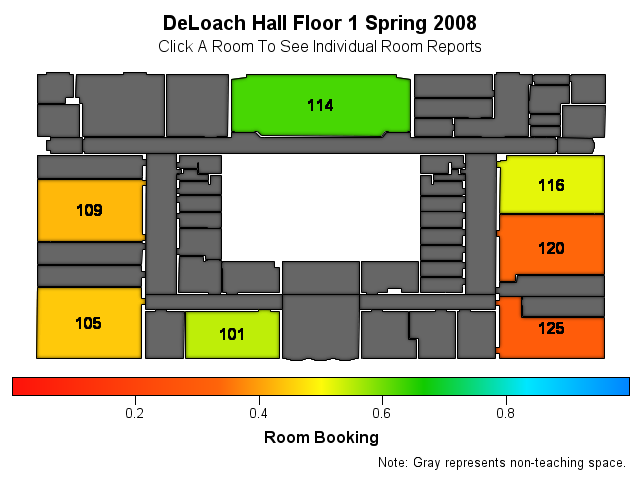 DeLoach Hall Floor 1 Spring 2008
Click A Room To See Individual Room Reports
114
109
116
120
105
101
125
0.2 0.4 0.6 0.8
Room Booking
Note: Gray represents non-teaching space.